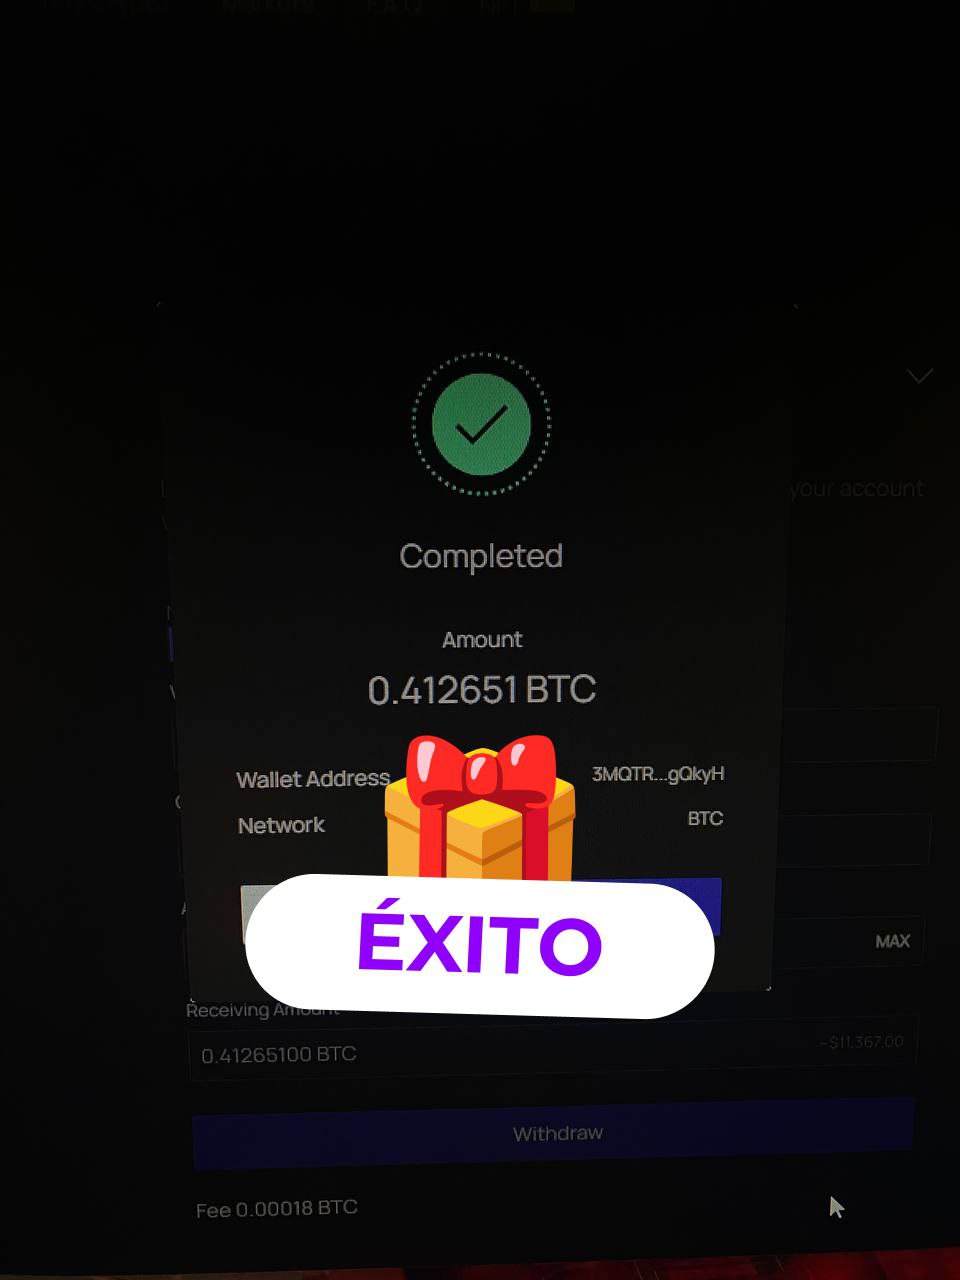 your account
Completed
Amount
0.412651 BTC
Wallet Address
3MQTR...gQkyH
Network
BTC
ÉXITO
MAX
Receiving Amount
0.41265100 BTC
~$11,367.00
Withdraw
Fee 0.00018 BTC